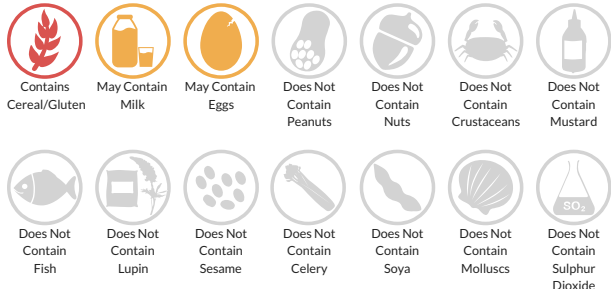 Contains
Cereal/Gluten
May Contain
Milk
May Contain
Eggs
Does Not
Contain
Peanuts
Does Not
Contain
Nuts
Does Not
Contain
Crustaceans
Does Not
Contain
Mustard
Does Not
Contain
Fish
Does Not
Contain
Lupin
Does Not
Contain
Sesame
Does Not
Contain
Celery
Does Not
Contain
Soya
Does Not
Contain
Molluscs
SO₂
Does Not
Contain
Sulphur
Dioxide